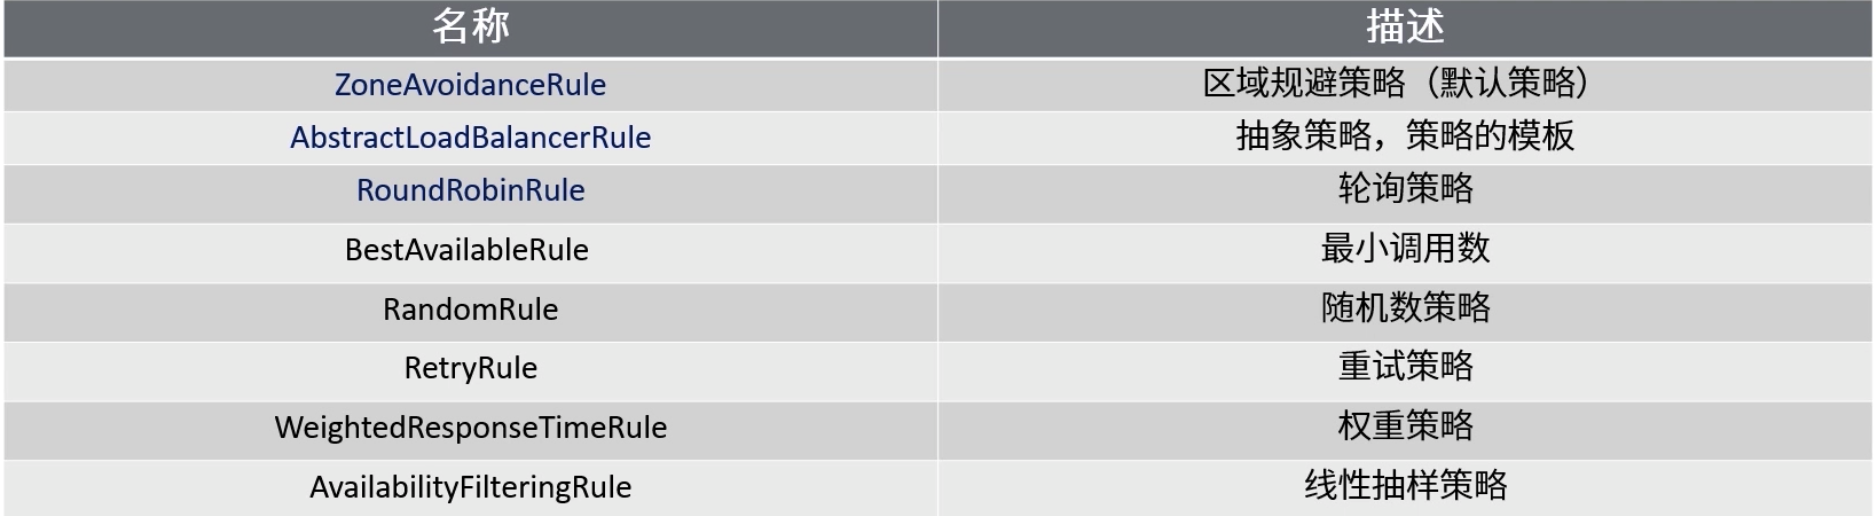 名称 描述
ZoneAvoidanceRule 区域规避策略（默认策略）
AbstractLoadBalancerRule 抽象策略，策略的模板
RoundRobinRule 轮询策略
BestAvailableRule 最小调用数
RandomRule 随机数策略
RetryRule 重试策略
WeightedResponseTimeRule 权重策略
AvailabilityFilteringRule 线性抽样策略